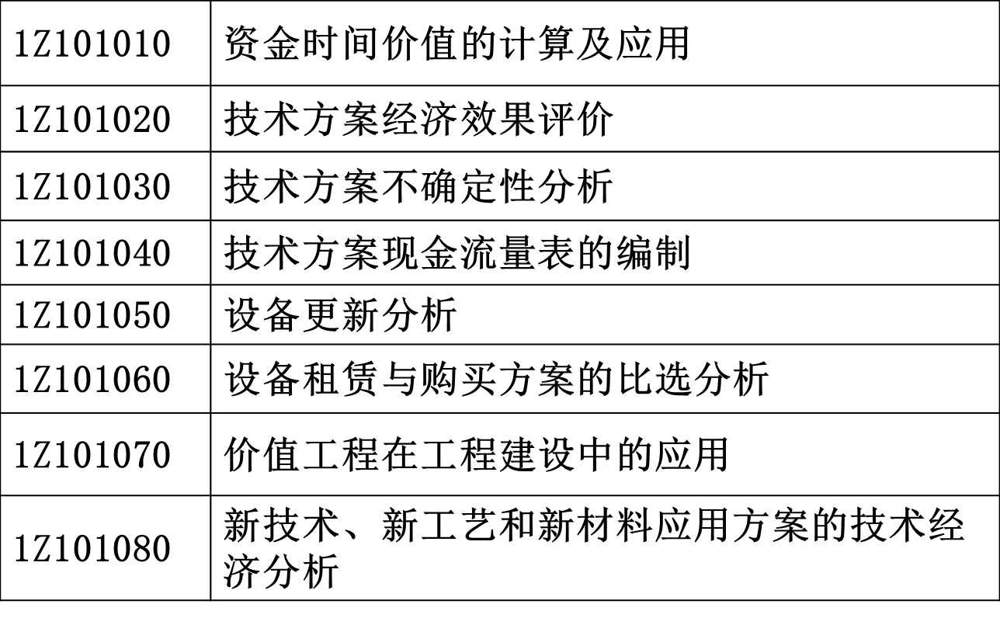 1Z101010 资金时间价值的计算及应用
1Z101020 技术方案经济效果评价
1Z101030 技术方案不确定性分析
1Z101040 技术方案现金流量表的编制
1Z101050 设备更新分析
1Z101060 设备租赁与购买方案的比选分析
1Z101070 价值工程在工程建设中的应用
1Z101080 新技术、新工艺和新材料应用方案的技术经
济分析